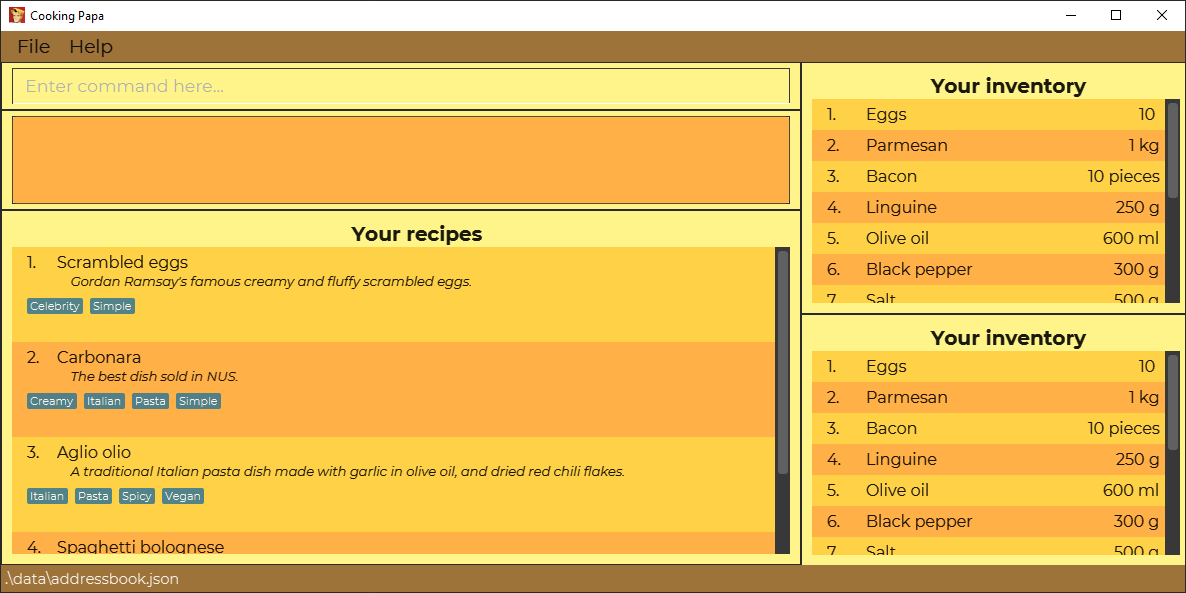 Cooking Papa
File Help
Enter command here...
Your recipes
1. Scrambled eggs
Gordan Ramsay's famous creamy and fluffy scrambled eggs.
Celebrity Simple
2. Carbonara
The best dish sold in NUS.
Creamy Italian Pasta Simple
3. Aglio olio
A traditional Italian pasta dish made with garlic in olive oil, and dried red chili flakes.
Italian Pasta Spicy Vegan
4. Spaghetti bolognese
Your inventory
1. Eggs 10
2. Parmesan 1 kg
3. Bacon 10 pieces
4. Linguine 250 g
5. Olive oil 600 ml
6. Black pepper 300 g
7. Salt 500 g
Your inventory
1. Eggs 10
2. Parmesan 1 kg
3. Bacon 10 pieces
4. Linguine 250 g
5. Olive oil 600 ml
6. Black pepper 300 g
7. Salt 500 g
.\data\addressbook.json